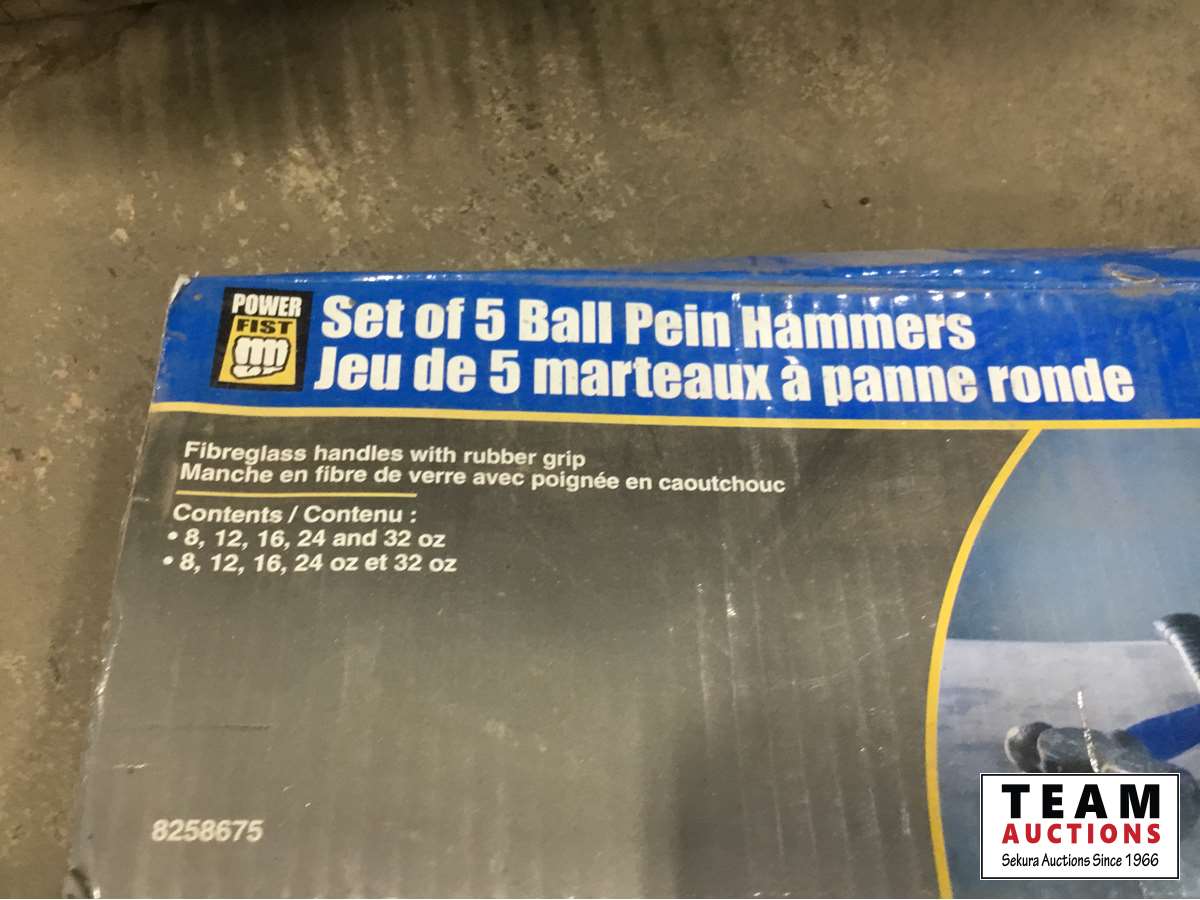 POWER
FIST
Set of 5 Ball Pein Hammers
Jeu de 5 marteaux à panne ronde
Fibreglass handles with rubber grip
Manche en fibre de verre avec poignée en caoutchouc
Contents / Contenu :
• 8, 12, 16, 24 and 32 oz
• 8, 12, 16, 24 oz et 32 oz
8258675
TEAM
AUCTIONS
Sekura Auctions Since 1966